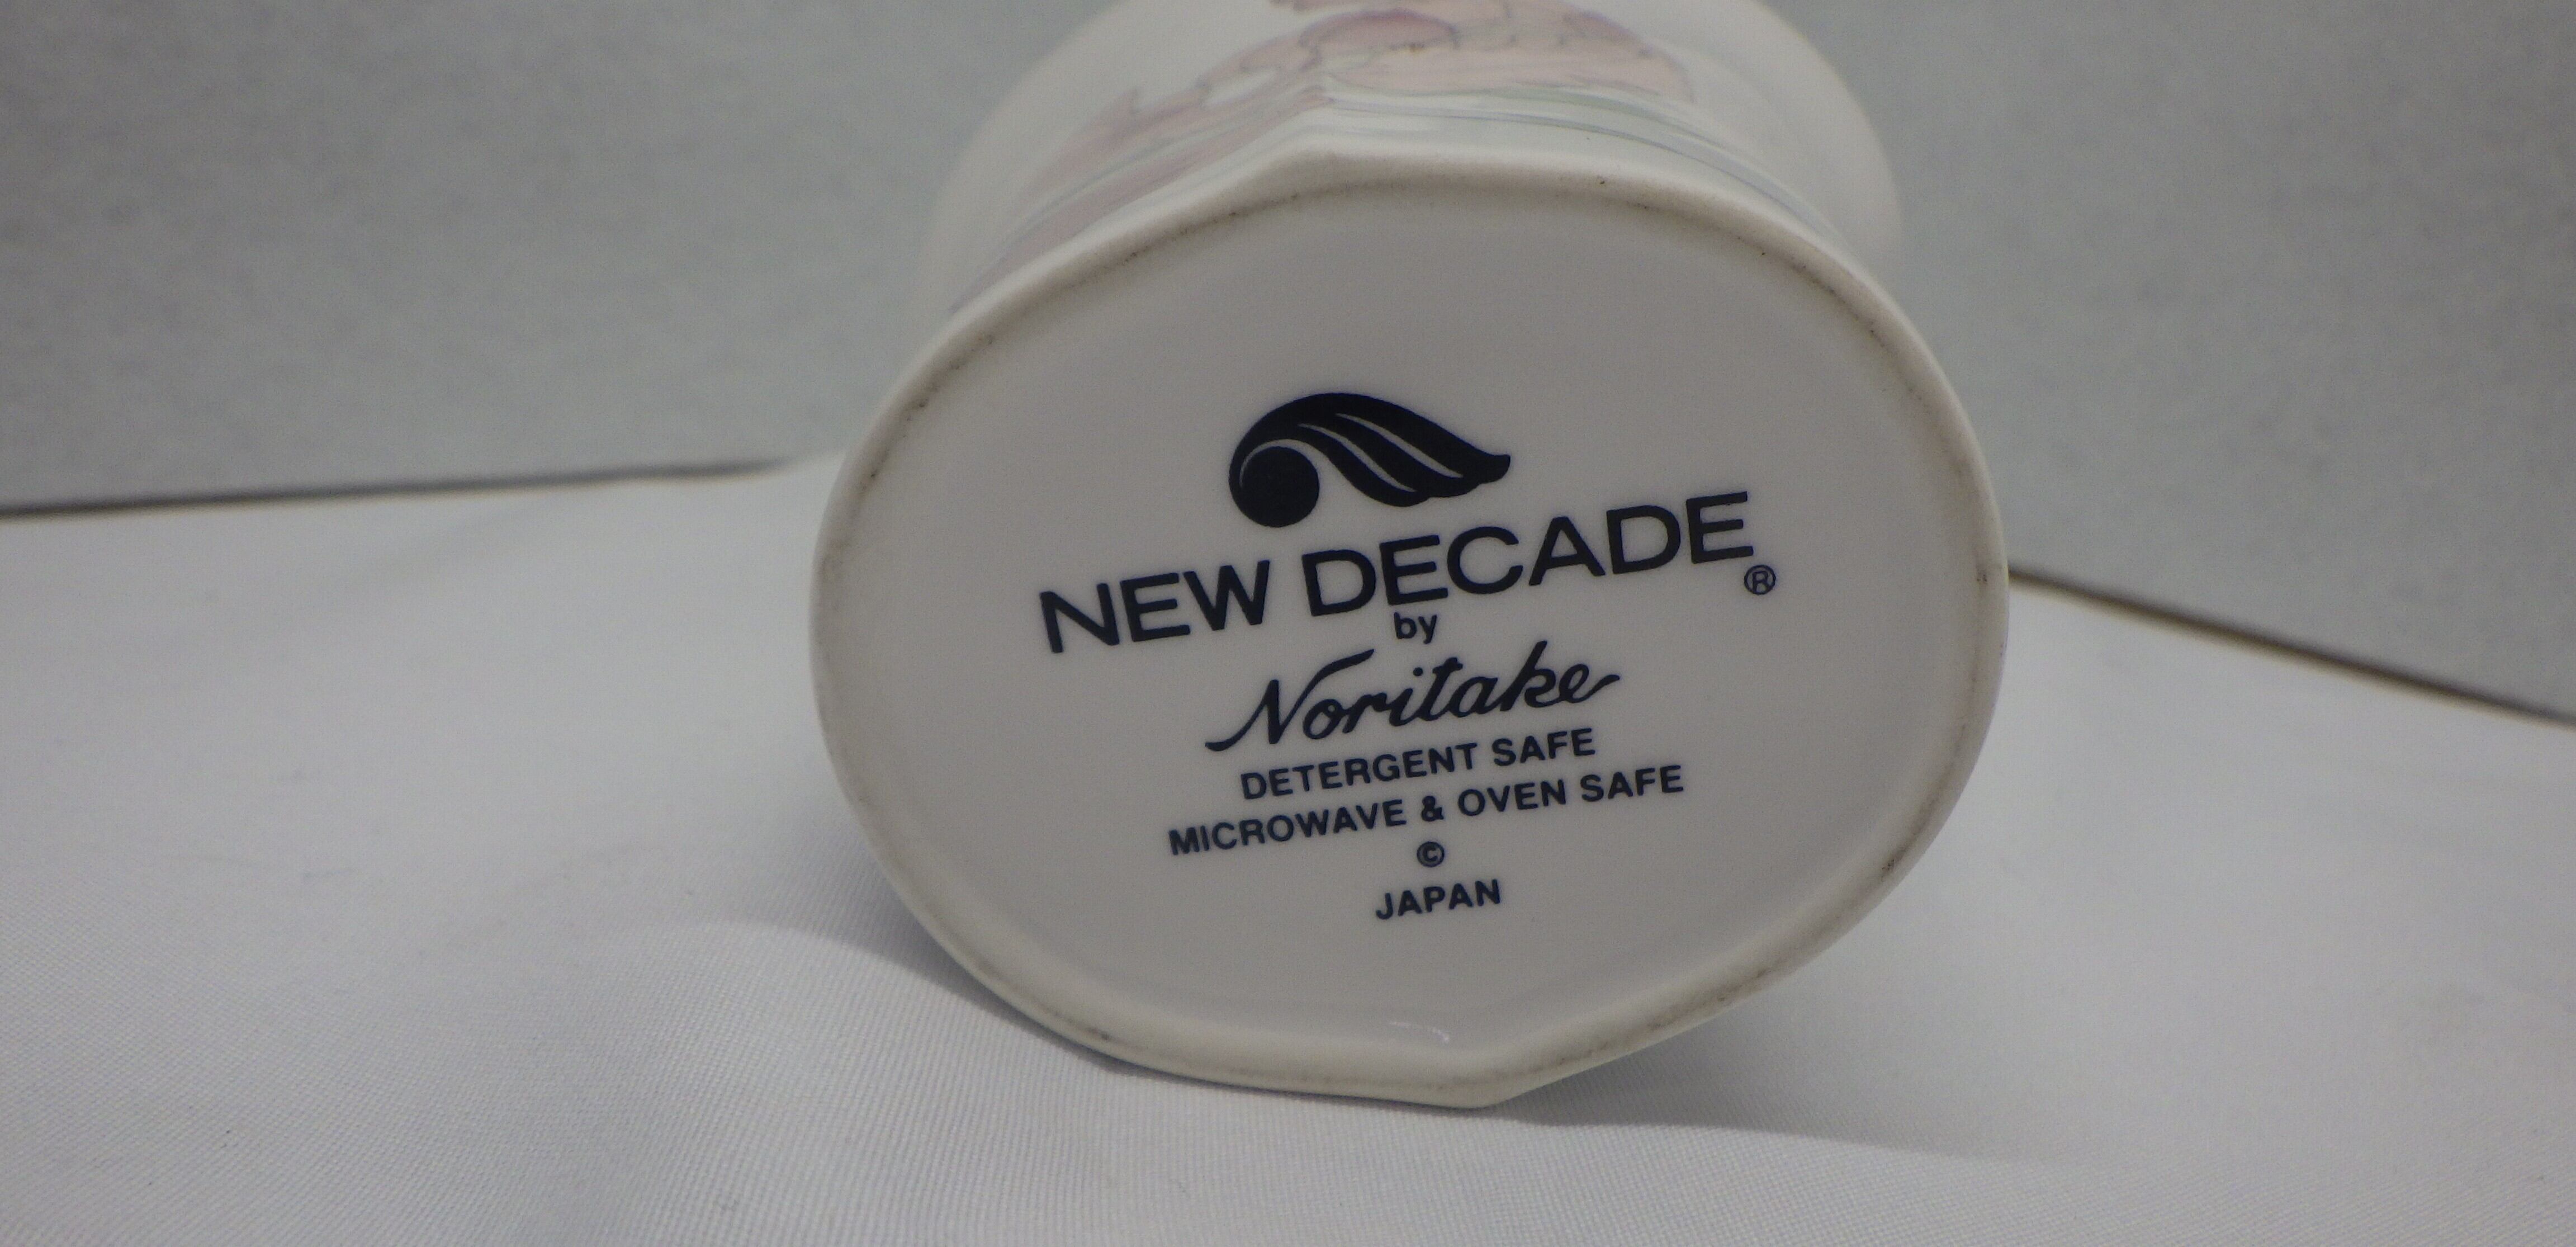 NEW DECADE®
by
Noritake
DETERGENT SAFE
MICROWAVE & OVEN SAFE
©
JAPAN